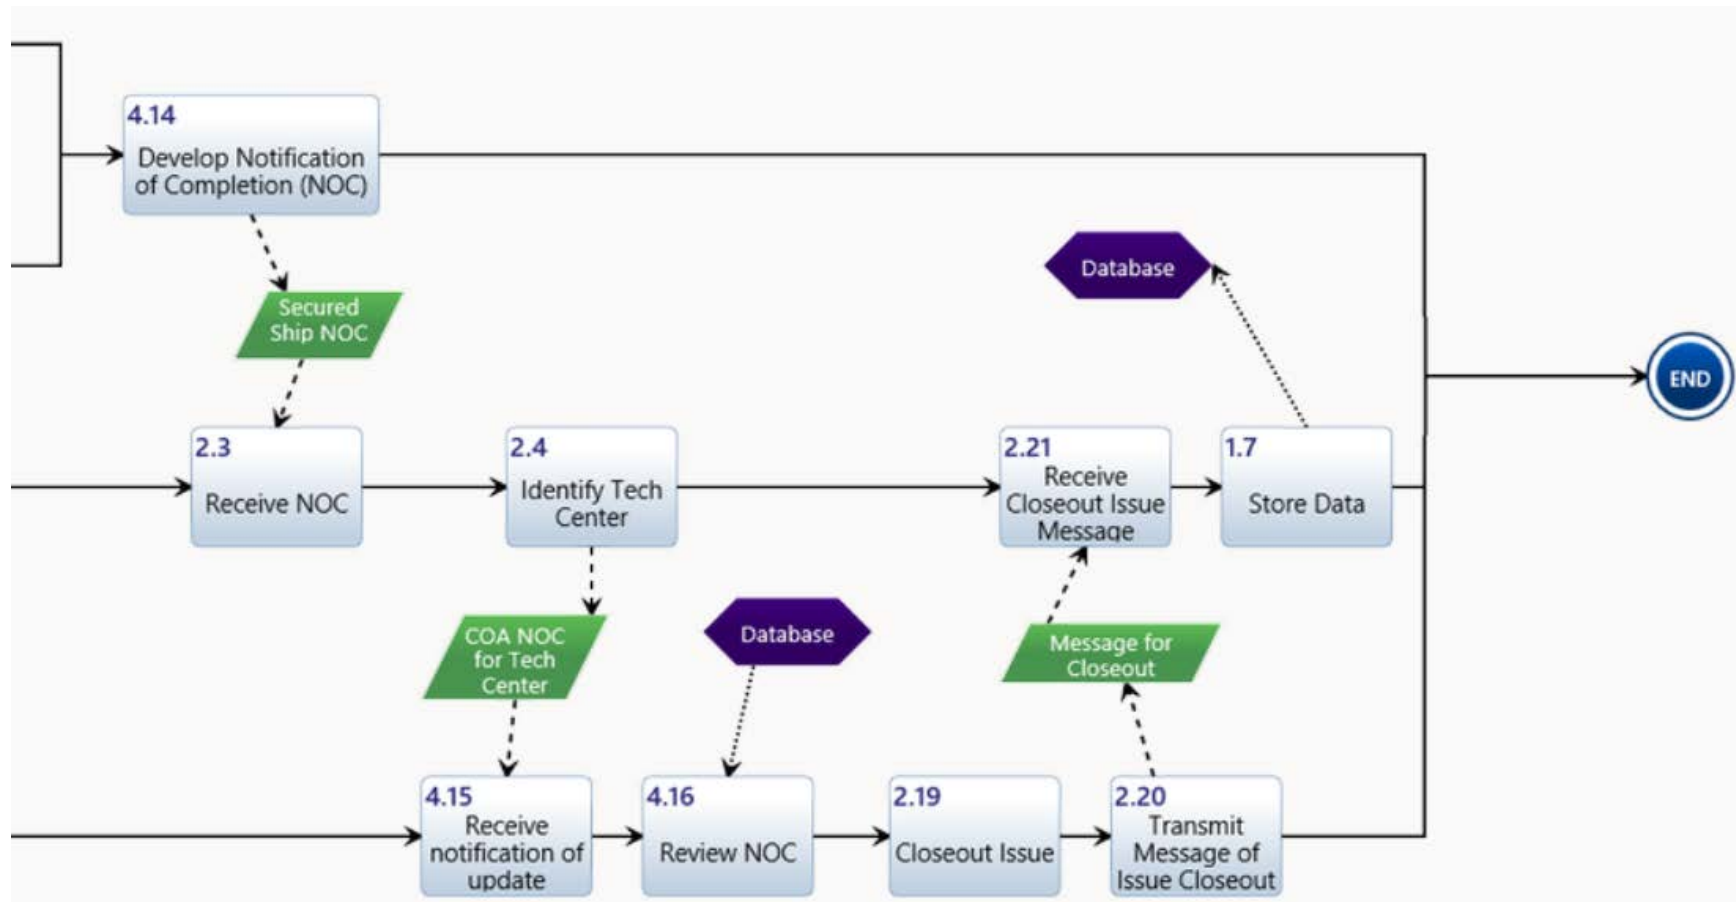 4.14
Develop Notification
of Completion (NOC)
Secured
Ship NOC
Database
END
2.3
Receive NOC
2.4
Identify Tech
Center
2.21
Receive
Closeout Issue
Message
1.7
Store Data
COA NOC
for Tech
Center
Database
Message for
Closeout
4.15
Receive
notification of
update
4.16
Review NOC
2.19
Closeout Issue
2.20
Transmit
Message of
Issue Closeout